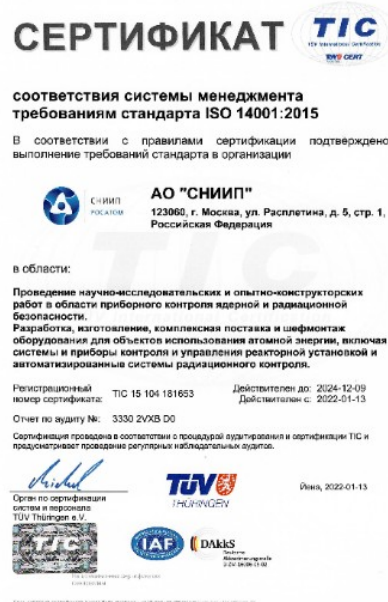 СЕРТИФИКАТ
TIC
TÜV International Certification
TÜV CERT
соответствия системы менеджмента
требованиям стандарта ISO 14001:2015
В соответствии с правилами сертификации подтверждено
выполнение требований стандарта в организации
СНИИП
РОСАТОМ
АО "СНИИП"
123060, г. Москва, ул. Расплетина, д. 5, стр. 1,
Российская Федерация
в области:
Проведение научно-исследовательских и опытно-конструкторских
работ в области приборного контроля ядерной и радиационной
безопасности.
Разработка, изготовление, комплексная поставка и шефмонтаж
оборудования для объектов использования атомной энергии, включая
системы и приборы контроля и управления реакторной установкой и
автоматизированные системы радиационного контроля.
Регистрационный
номер сертификата:
TIC 15 104 181653
Действителен до: 2024-12-09
Действителен с: 2022-01-13
Отчет по аудиту №: 3330 2VXB D0
Сертификация проведена в соответствии с процедурой аудитирования и сертификации TIC и
предусматривает проведение регулярных наблюдательных аудитов.
Орган по сертификации
систем и персонала
TÜV Thüringen e.V.
TÜV
THÜRINGEN
Йена, 2022-01-13
TIC
IAF
DAkkS
Deutsche
Akkreditierungsstelle